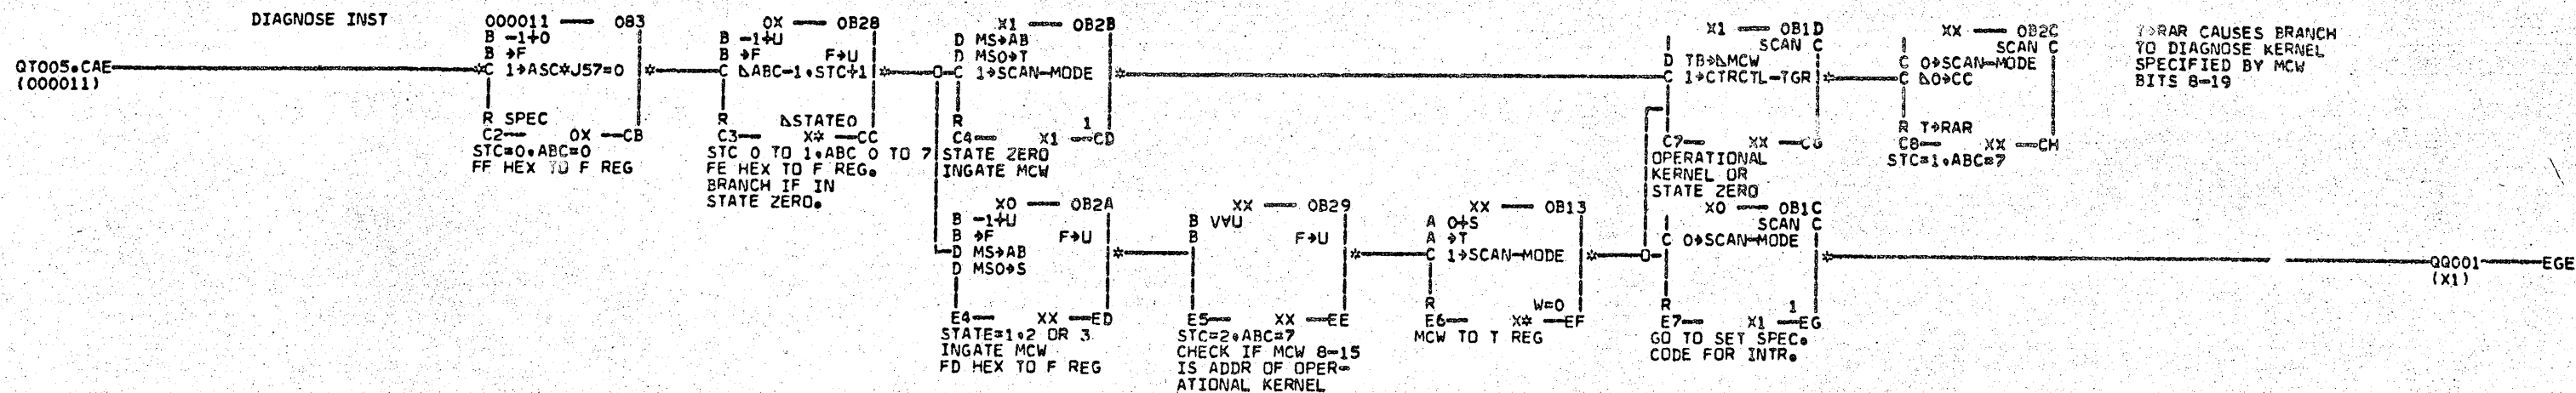 DIAGNOSE INST
QT005.CAE
(000011)
000011 — 083
B -1+0
B →F
*C 1→ASC*J57=0 *
R SPEC
C2— 0X —CB
STC=0.ABC=0
FF HEX TO F REG
0X — 0B28
B -1+U
B →F F→U
C ΔABC-1.STC+1 *
R ΔSTATE0
C3— X* —CC
STC 0 TO 1.ABC 0 TO 7
FE HEX TO F REG.
BRANCH IF IN
STATE ZERO.
X1 — 0B2B
D MS→AB
D MSO→T
C 1→SCAN-MODE *
R 1
C4— X1 —CD
STATE ZERO
INGATE MCW
X0 — 0B2A
B -1+U
B →F F→U
D MS→AB *
D MSO→S
E4— XX —ED
STATE=1,2 OR 3
INGATE MCW
FD HEX TO F REG
XX — 0B29
B V∀U
B F→U
*
E5— XX —EE
STC=2.ABC=7
CHECK IF MCW 8-15
IS ADDR OF OPER-
ATIONAL KERNEL
XX — 0B13
A 0+S
A →T
C 1→SCAN-MODE *
R W=0
E6— X* —EF
MCW TO T REG
X1 — 0B1D
SCAN C
D TB→ΔMCW
C 1→CTRCTL-TGR *
C7— XX —CG
OPERATIONAL
KERNEL OR
STATE ZERO
X0 — 0B1C
SCAN C
C 0→SCAN-MODE
*
R 1
E7— X1 —EG
GO TO SET SPEC.
CODE FOR INTR.
XX — 0B2C
SCAN C
C 0→SCAN-MODE
C Δ0→CC
R T→RAR
C8— XX —CH
STC=1.ABC=7
T→RAR CAUSES BRANCH
TO DIAGNOSE KERNEL
SPECIFIED BY MCW
BITS 8-19
QQ001 EGE
(X1)